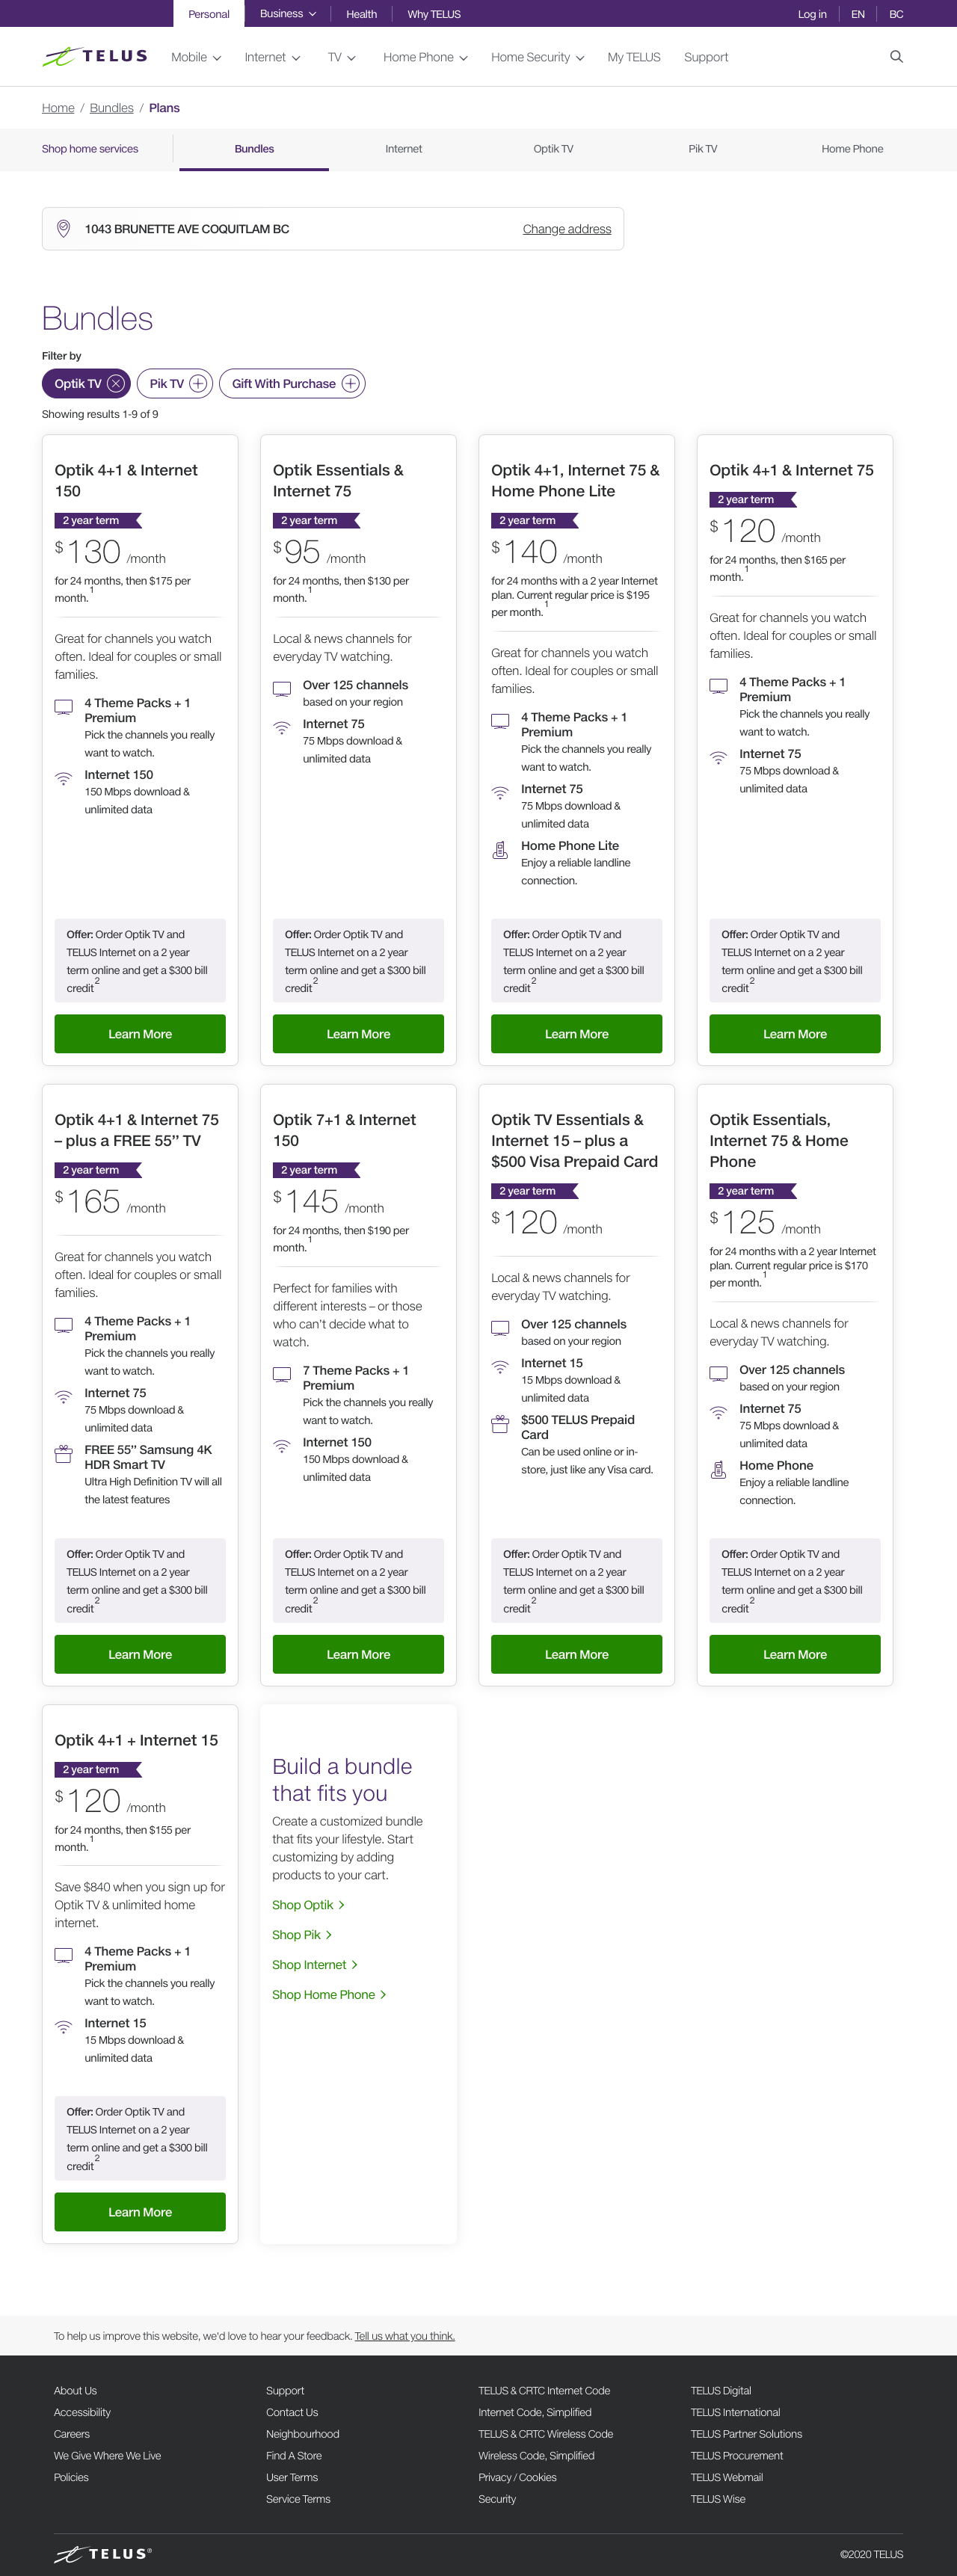 Personal Business Health Why TELUS Log in EN BC
TELUS Mobile Internet TV Home Phone Home Security My TELUS Support
Home / Bundles / Plans
Shop home services Bundles Internet Optik TV Pik TV Home Phone
1043 BRUNETTE AVE COQUITLAM BC Change address
Bundles
Filter by
Optik TV Pik TV Gift With Purchase
Showing results 1-9 of 9
Optik 4+1 & Internet
150
2 year term
$130 /month
for 24 months, then $175 per
month.1
Great for channels you watch
often. Ideal for couples or small
families.
4 Theme Packs + 1
Premium
Pick the channels you really
want to watch.
Internet 150
150 Mbps download &
unlimited data
Offer: Order Optik TV and
TELUS Internet on a 2 year
term online and get a $300 bill
credit2
Learn More
Optik Essentials &
Internet 75
2 year term
$95 /month
for 24 months, then $130 per
month.1
Local & news channels for
everyday TV watching.
Over 125 channels
based on your region
Internet 75
75 Mbps download &
unlimited data
Offer: Order Optik TV and
TELUS Internet on a 2 year
term online and get a $300 bill
credit2
Learn More
Optik 4+1, Internet 75 &
Home Phone Lite
2 year term
$140 /month
for 24 months with a 2 year Internet
plan. Current regular price is $195
per month.1
Great for channels you watch
often. Ideal for couples or small
families.
4 Theme Packs + 1
Premium
Pick the channels you really
want to watch.
Internet 75
75 Mbps download &
unlimited data
Home Phone Lite
Enjoy a reliable landline
connection.
Offer: Order Optik TV and
TELUS Internet on a 2 year
term online and get a $300 bill
credit2
Learn More
Optik 4+1 & Internet 75
2 year term
$120 /month
for 24 months, then $165 per
month.1
Great for channels you watch
often. Ideal for couples or small
families.
4 Theme Packs + 1
Premium
Pick the channels you really
want to watch.
Internet 75
75 Mbps download &
unlimited data
Offer: Order Optik TV and
TELUS Internet on a 2 year
term online and get a $300 bill
credit2
Learn More
Optik 4+1 & Internet 75
– plus a FREE 55” TV
2 year term
$165 /month
Great for channels you watch
often. Ideal for couples or small
families.
4 Theme Packs + 1
Premium
Pick the channels you really
want to watch.
Internet 75
75 Mbps download &
unlimited data
FREE 55” Samsung 4K
HDR Smart TV
Ultra High Definition TV will all
the latest features
Offer: Order Optik TV and
TELUS Internet on a 2 year
term online and get a $300 bill
credit2
Learn More
Optik 7+1 & Internet
150
2 year term
$145 /month
for 24 months, then $190 per
month.1
Perfect for families with
different interests – or those
who can’t decide what to
watch.
7 Theme Packs + 1
Premium
Pick the channels you really
want to watch.
Internet 150
150 Mbps download &
unlimited data
Offer: Order Optik TV and
TELUS Internet on a 2 year
term online and get a $300 bill
credit2
Learn More
Optik TV Essentials &
Internet 15 – plus a
$500 Visa Prepaid Card
2 year term
$120 /month
Local & news channels for
everyday TV watching.
Over 125 channels
based on your region
Internet 15
15 Mbps download &
unlimited data
$500 TELUS Prepaid
Card
Can be used online or in-
store, just like any Visa card.
Offer: Order Optik TV and
TELUS Internet on a 2 year
term online and get a $300 bill
credit2
Learn More
Optik Essentials,
Internet 75 & Home
Phone
2 year term
$125 /month
for 24 months with a 2 year Internet
plan. Current regular price is $170
per month.1
Local & news channels for
everyday TV watching.
Over 125 channels
based on your region
Internet 75
75 Mbps download &
unlimited data
Home Phone
Enjoy a reliable landline
connection.
Offer: Order Optik TV and
TELUS Internet on a 2 year
term online and get a $300 bill
credit2
Learn More
Optik 4+1 + Internet 15
2 year term
$120 /month
for 24 months, then $155 per
month.1
Save $840 when you sign up for
Optik TV & unlimited home
internet.
4 Theme Packs + 1
Premium
Pick the channels you really
want to watch.
Internet 15
15 Mbps download &
unlimited data
Offer: Order Optik TV and
TELUS Internet on a 2 year
term online and get a $300 bill
credit2
Learn More
Build a bundle
that fits you
Create a customized bundle
that fits your lifestyle. Start
customizing by adding
products to your cart.
Shop Optik
Shop Pik
Shop Internet
Shop Home Phone
To help us improve this website, we'd love to hear your feedback. Tell us what you think.
About Us
Accessibility
Careers
We Give Where We Live
Policies
Support
Contact Us
Neighbourhood
Find A Store
User Terms
Service Terms
TELUS & CRTC Internet Code
Internet Code, Simplified
TELUS & CRTC Wireless Code
Wireless Code, Simplified
Privacy / Cookies
Security
TELUS Digital
TELUS International
TELUS Partner Solutions
TELUS Procurement
TELUS Webmail
TELUS Wise
TELUS® ©2020 TELUS